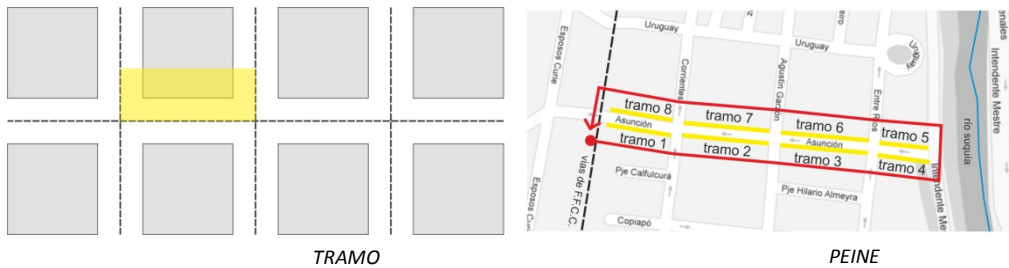 Uruguay
Uruguay
Uruguay
Esposos Curie
Corrientes
Agustín Garzón
Entre Ríos
Intendente Mestre
río suquía
tramo 8
tramo 7
tramo 6
tramo 5
Asunción
Asunción
tramo 1
tramo 2
tramo 3
tramo 4
vías de F.F.C.C.
Pje Calfulcurá
Pje Hilario Almeyra
Copiapó
Esposos Curie
Intendente Me
TRAMO
PEINE